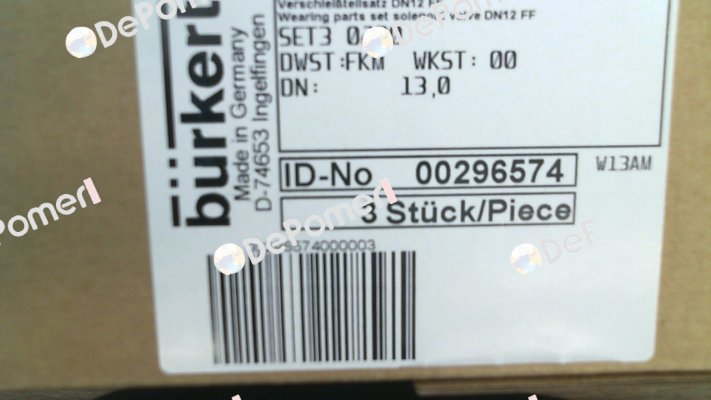 Verschleißteilsatz DN12 FF
Wearing parts set solenoid valve DN12 FF
SET3
DWST:FKM WKST: 00
DN: 13,0
bürkert
Made in Germany
D-74653 Ingelfingen
ID-No 00296574
W13AM
3 Stück/Piece
DePomerl
DePomerl
DePomerl
DePomerl
DeF